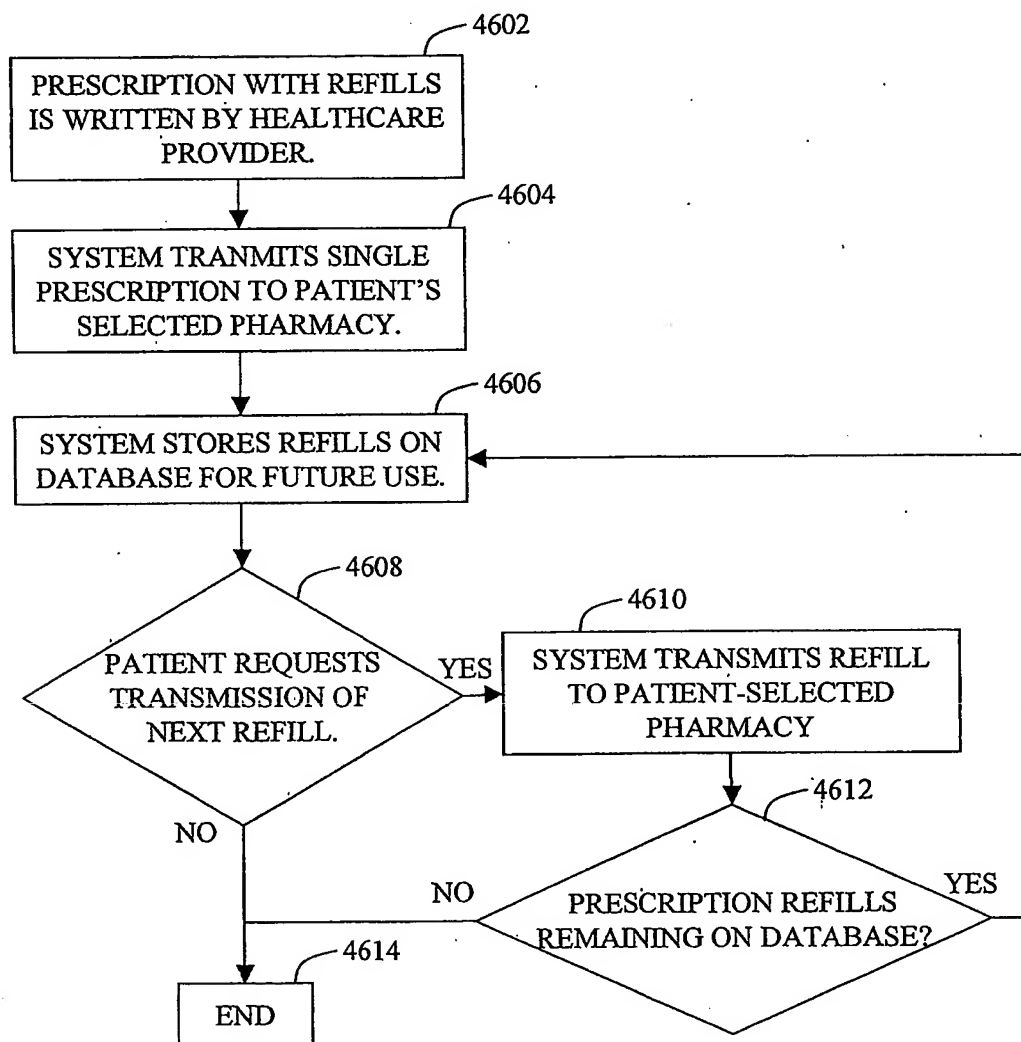 4602
PRESCRIPTION WITH REFILLS
IS WRITTEN BY HEALTHCARE
PROVIDER.
4604
SYSTEM TRANMITS SINGLE
PRESCRIPTION TO PATIENT'S
SELECTED PHARMACY.
4606
SYSTEM STORES REFILLS ON
DATABASE FOR FUTURE USE.
4608
PATIENT REQUESTS
TRANSMISSION OF
NEXT REFILL.
YES
4610
SYSTEM TRANSMITS REFILL
TO PATIENT-SELECTED
PHARMACY
4612
NO
PRESCRIPTION REFILLS
REMAINING ON DATABASE?
NO
YES
4614
END